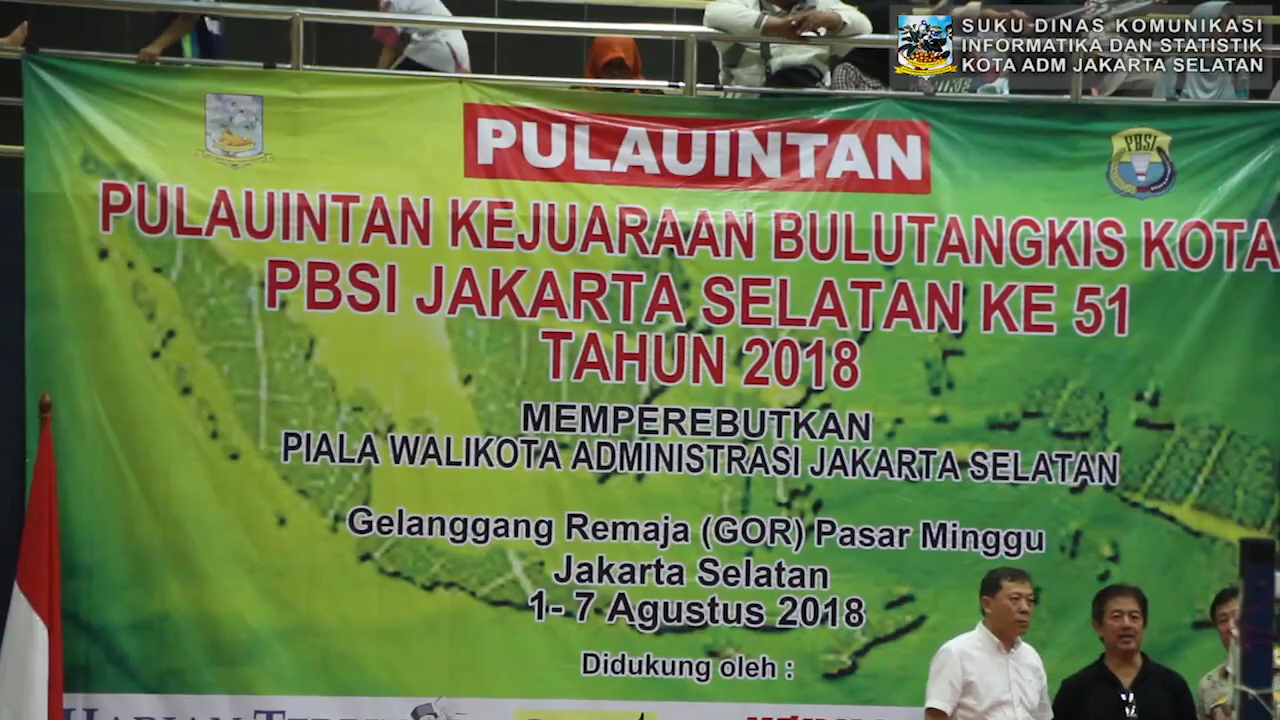 SUKU DINAS KOMUNIKASI
INFORMATIKA DAN STATISTIK
KOTA ADM JAKARTA SELATAN
PULAUINTAN
PBSI
PULAUINTAN KEJUARAAN BULUTANGKIS KOTA
PBSI JAKARTA SELATAN KE 51
TAHUN 2018
MEMPEREBUTKAN
PIALA WALIKOTA ADMINISTRASI JAKARTA SELATAN
Gelanggang Remaja (GOR) Pasar Minggu
Jakarta Selatan
1- 7 Agustus 2018
Didukung oleh :
HARIAN